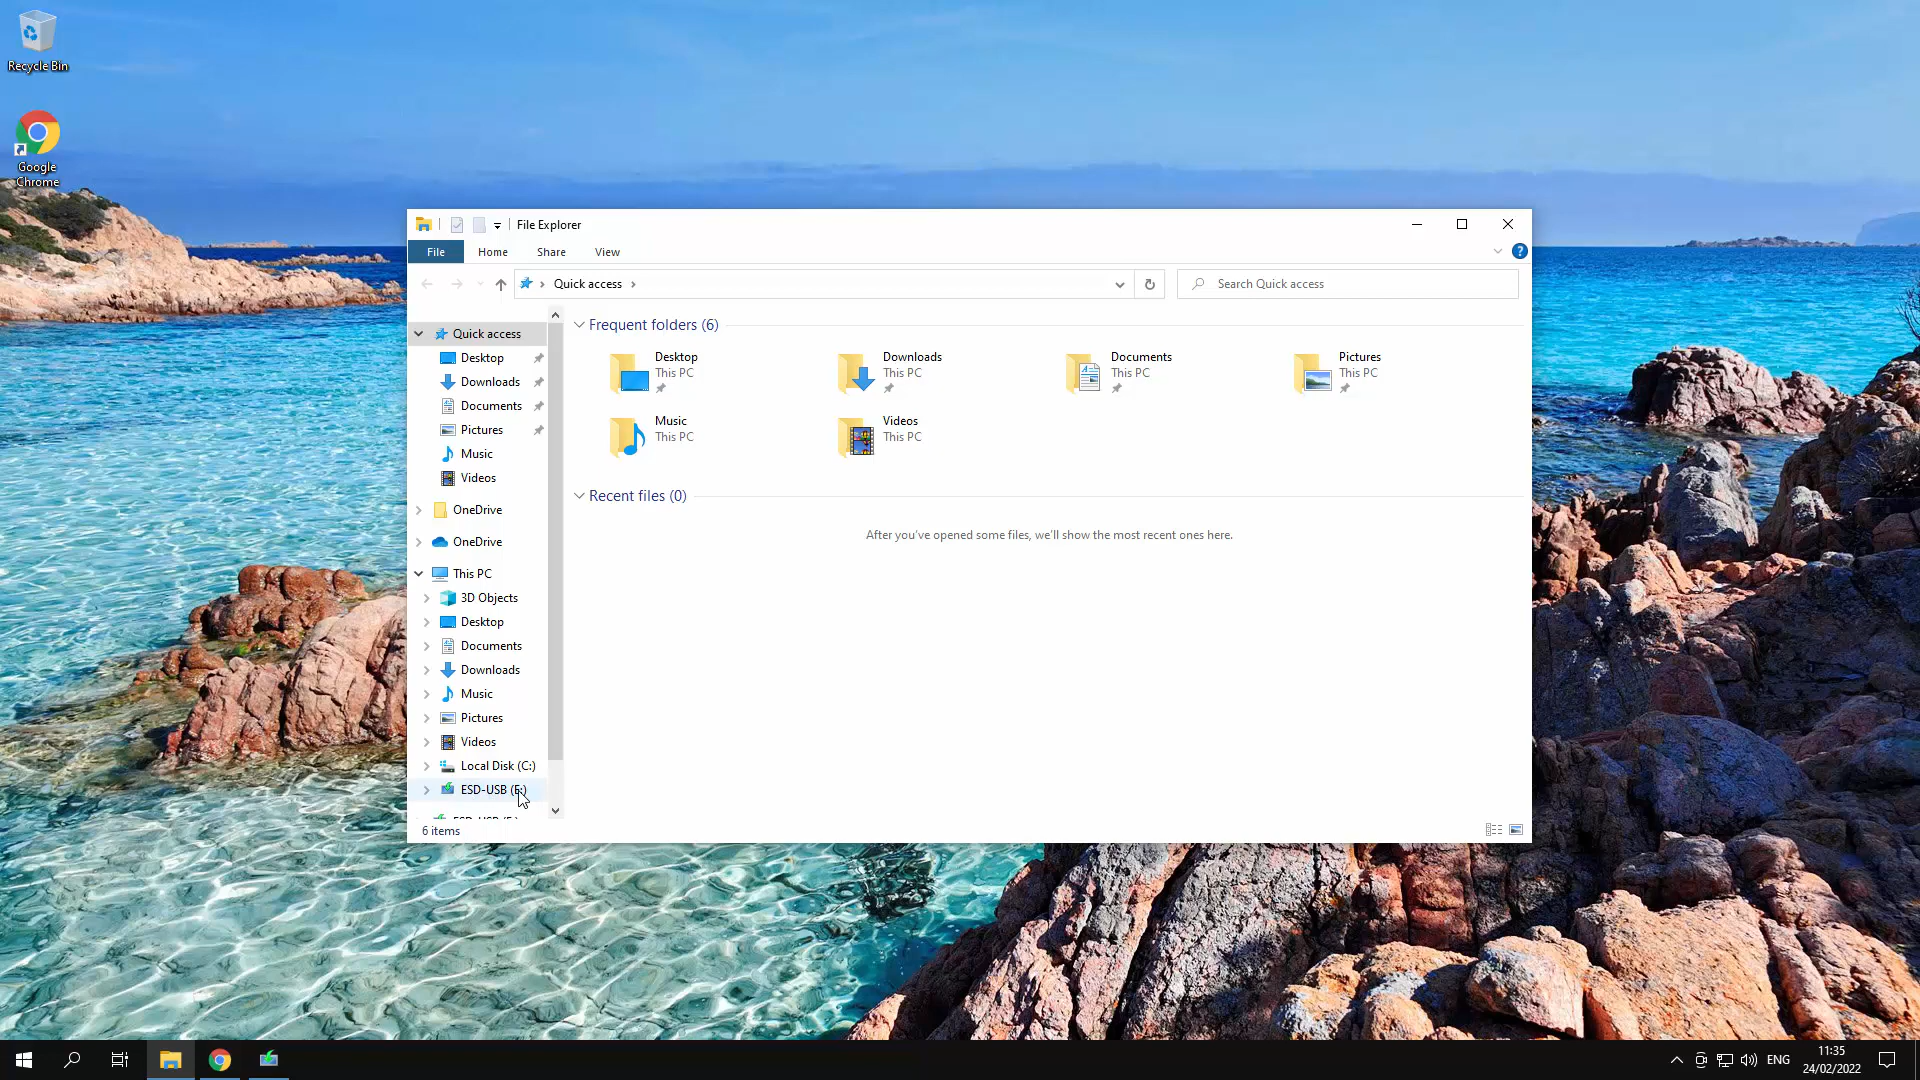 Recycle Bin
Google
Chrome
File Explorer
File
Home
Share
View
Quick access
Search Quick access
Quick access
Desktop
Downloads
Documents
Pictures
Music
Videos
OneDrive
OneDrive
This PC
3D Objects
Desktop
Documents
Downloads
Music
Pictures
Videos
Local Disk (C:)
ESD-USB (E:)
Frequent folders (6)
Desktop
This PC
Downloads
This PC
Documents
This PC
Pictures
This PC
Music
This PC
Videos
This PC
Recent files (0)
After you've opened some files, we'll show the most recent ones here.
6 items
ENG
11:35
24/02/2022